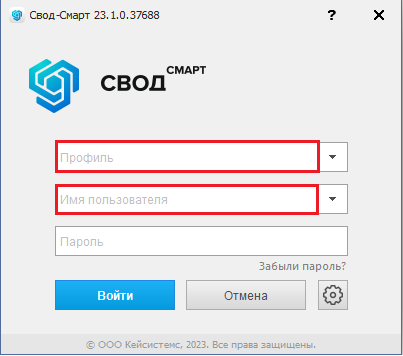 Свод-Смарт 23.1.0.37688
?
СВОД СМАРТ
Профиль
Имя пользователя
Пароль
Забыли пароль?
Войти
Отмена
© ООО Кейсистемс, 2023. Все права защищены.